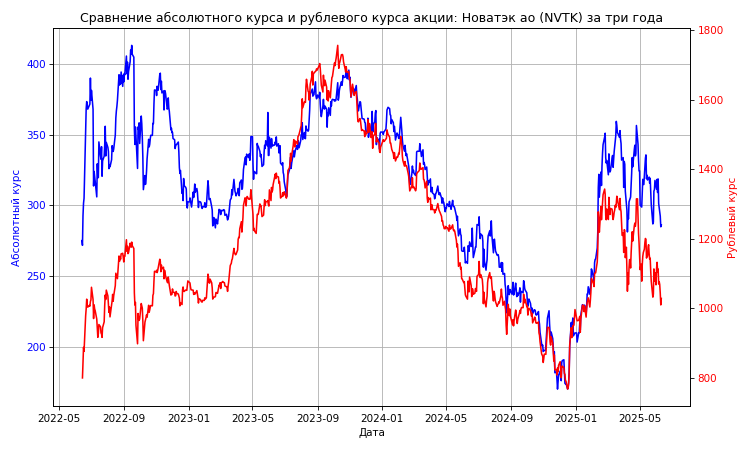 Сравнение абсолютного курса и рублевого курса акции: Новатэк ао (NVTK) за три года
Абсолютный курс
400
350
300
250
200
1800
1600
1400
1200
1000
800
Рублевый курс
2022-05 2022-09 2023-01 2023-05 2023-09 2024-01 2024-05 2024-09 2025-01 2025-05
Дата